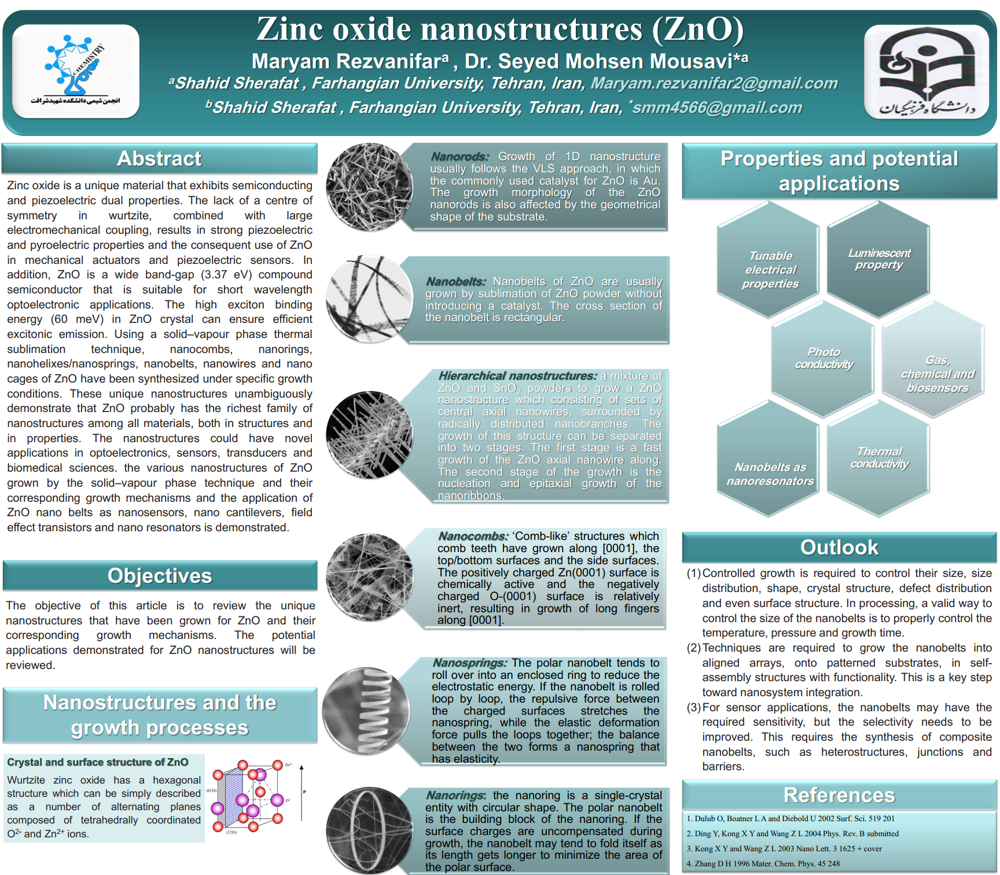 Zinc oxide nanostructures (ZnO)
Maryam Rezvanifarᵃ , Dr. Seyed Mohsen Mousavi*ᵃ
ᵃShahid Sherafat , Farhangian University, Tehran, Iran, Maryam.rezvanifar2@gmail.com
ᵇShahid Sherafat , Farhangian University, Tehran, Iran, *smm4566@gmail.com
CHEMISTRY
انجمن شیمی دانشکده شهید شرافت
دانشگاه فرهنگیان
Abstract
Zinc oxide is a unique material that exhibits semiconducting
and piezoelectric dual properties. The lack of a centre of
symmetry in wurtzite, combined with large
electromechanical coupling, results in strong piezoelectric
and pyroelectric properties and the consequent use of ZnO
in mechanical actuators and piezoelectric sensors. In
addition, ZnO is a wide band-gap (3.37 eV) compound
semiconductor that is suitable for short wavelength
optoelectronic applications. The high exciton binding
energy (60 meV) in ZnO crystal can ensure efficient
excitonic emission. Using a solid–vapour phase thermal
sublimation technique, nanocombs, nanorings,
nanohelixes/nanosprings, nanobelts, nanowires and nano
cages of ZnO have been synthesized under specific growth
conditions. These unique nanostructures unambiguously
demonstrate that ZnO probably has the richest family of
nanostructures among all materials, both in structures and
in properties. The nanostructures could have novel
applications in optoelectronics, sensors, transducers and
biomedical sciences. the various nanostructures of ZnO
grown by the solid–vapour phase technique and their
corresponding growth mechanisms and the application of
ZnO nano belts as nanosensors, nano cantilevers, field
effect transistors and nano resonators is demonstrated.
Objectives
The objective of this article is to review the unique
nanostructures that have been grown for ZnO and their
corresponding growth mechanisms. The potential
applications demonstrated for ZnO nanostructures will be
reviewed.
Nanostructures and the
growth processes
Crystal and surface structure of ZnO
Wurtzite zinc oxide has a hexagonal
structure which can be simply described
as a number of alternating planes
composed of tetrahedrally coordinated
O²⁻ and Zn²⁺ ions.
Zn²⁺
(01ī0)
O²⁻
P
(ī2ī0)
Nanorods: Growth of 1D nanostructure
usually follows the VLS approach, in which
the commonly used catalyst for ZnO is Au.
The growth morphology of the ZnO
nanorods is also affected by the geometrical
shape of the substrate.
Nanobelts: Nanobelts of ZnO are usually
grown by sublimation of ZnO powder without
introducing a catalyst. The cross section of
the nanobelt is rectangular.
Hierarchical nanostructures: a mixture of
ZnO and SnO₂ powders to grow a ZnO
nanostructure which consisting of sets of
central axial nanowires, surrounded by
radically distributed nanobranches. The
growth of this structure can be separated
into two stages. The first stage is a fast
growth of the ZnO axial nanowire along.
The second stage of the growth is the
nucleation and epitaxial growth of the
nanoribbons.
Nanocombs: ‘Comb-like’ structures which
comb teeth have grown along [0001], the
top/bottom surfaces and the side surfaces.
The positively charged Zn(0001) surface is
chemically active and the negatively
charged O-(0001) surface is relatively
inert, resulting in growth of long fingers
along [0001].
Nanosprings: The polar nanobelt tends to
roll over into an enclosed ring to reduce the
electrostatic energy. If the nanobelt is rolled
loop by loop, the repulsive force between
the charged surfaces stretches the
nanospring, while the elastic deformation
force pulls the loops together; the balance
between the two forms a nanospring that
has elasticity.
Nanorings: the nanoring is a single-crystal
entity with circular shape. The polar nanobelt
is the building block of the nanoring. If the
surface charges are uncompensated during
growth, the nanobelt may tend to fold itself as
its length gets longer to minimize the area of
the polar surface.
Properties and potential
applications
Tunable
electrical
properties
Luminescent
property
Photo
conductivity
Gas,
chemical and
biosensors
Nanobelts as
nanoresonators
Thermal
conductivity
Outlook
(1) Controlled growth is required to control their size, size
distribution, shape, crystal structure, defect distribution
and even surface structure. In processing, a valid way to
control the size of the nanobelts is to properly control the
temperature, pressure and growth time.
(2) Techniques are required to grow the nanobelts into
aligned arrays, onto patterned substrates, in self-
assembly structures with functionality. This is a key step
toward nanosystem integration.
(3) For sensor applications, the nanobelts may have the
required sensitivity, but the selectivity needs to be
improved. This requires the synthesis of composite
nanobelts, such as heterostructures, junctions and
barriers.
References
1. Dulub O, Boatner L A and Diebold U 2002 Surf. Sci. 519 201
2. Ding Y, Kong X Y and Wang Z L 2004 Phys. Rev. B submitted
3. Kong X Y and Wang Z L 2003 Nano Lett. 3 1625 + cover
4. Zhang D H 1996 Mater. Chem. Phys. 45 248